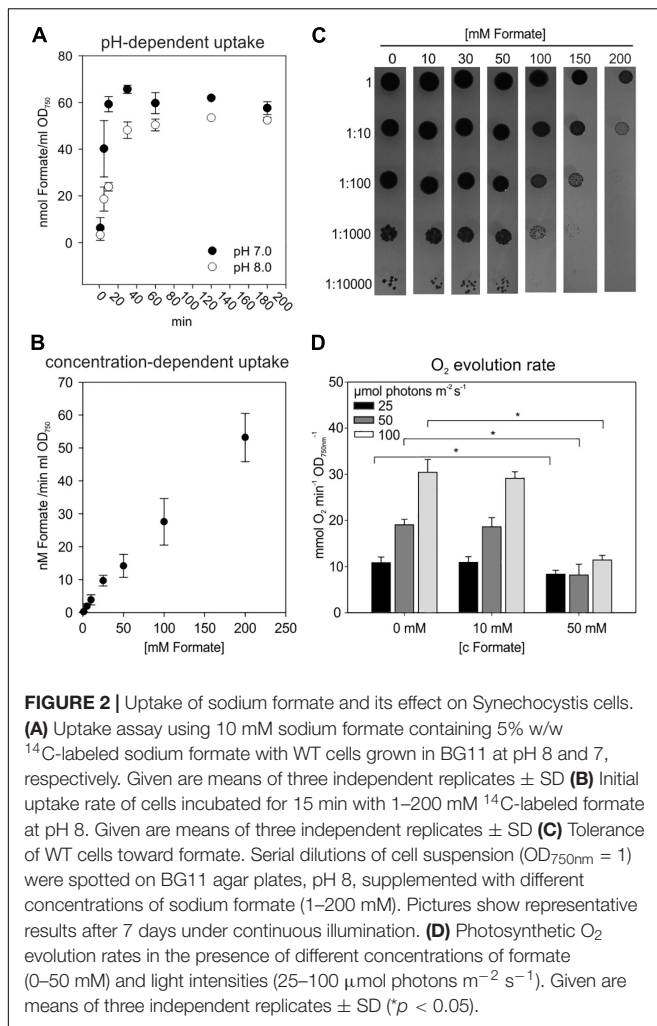 A
pH-dependent uptake
nmol Formate/ml OD750
80
60
40
20
0
pH 7.0
pH 8.0
0 20 40 60 80 100 120 140 160 180 200
min
B
concentration-dependent uptake
nM Formate /min ml OD750
70
60
50
40
30
20
10
0
0 50 100 150 200 250
[mM Formate]
C
[mM Formate]
0 10 30 50 100 150 200
1
1:10
1:100
1:1000
1:10000
D
O2 evolution rate
µmol photons m-2 s-1
25
50
100
* 
*
*
mmol O2 min-1 OD750nm-1
50
40
30
20
10
0
0 mM 10 mM 50 mM
[c Formate]
FIGURE 2 | Uptake of sodium formate and its effect on Synechocystis cells.
(A) Uptake assay using 10 mM sodium formate containing 5% w/w
14C-labeled sodium formate with WT cells grown in BG11 at pH 8 and 7,
respectively. Given are means of three independent replicates ± SD (B) Initial
uptake rate of cells incubated for 15 min with 1–200 mM 14C-labeled formate
at pH 8. Given are means of three independent replicates ± SD (C) Tolerance
of WT cells toward formate. Serial dilutions of cell suspension (OD750nm = 1)
were spotted on BG11 agar plates, pH 8, supplemented with different
concentrations of sodium formate (1–200 mM). Pictures show representative
results after 7 days under continuous illumination. (D) Photosynthetic O2
evolution rates in the presence of different concentrations of formate
(0–50 mM) and light intensities (25–100 µmol photons m−2 s−1). Given are
means of three independent replicates ± SD (*p < 0.05).